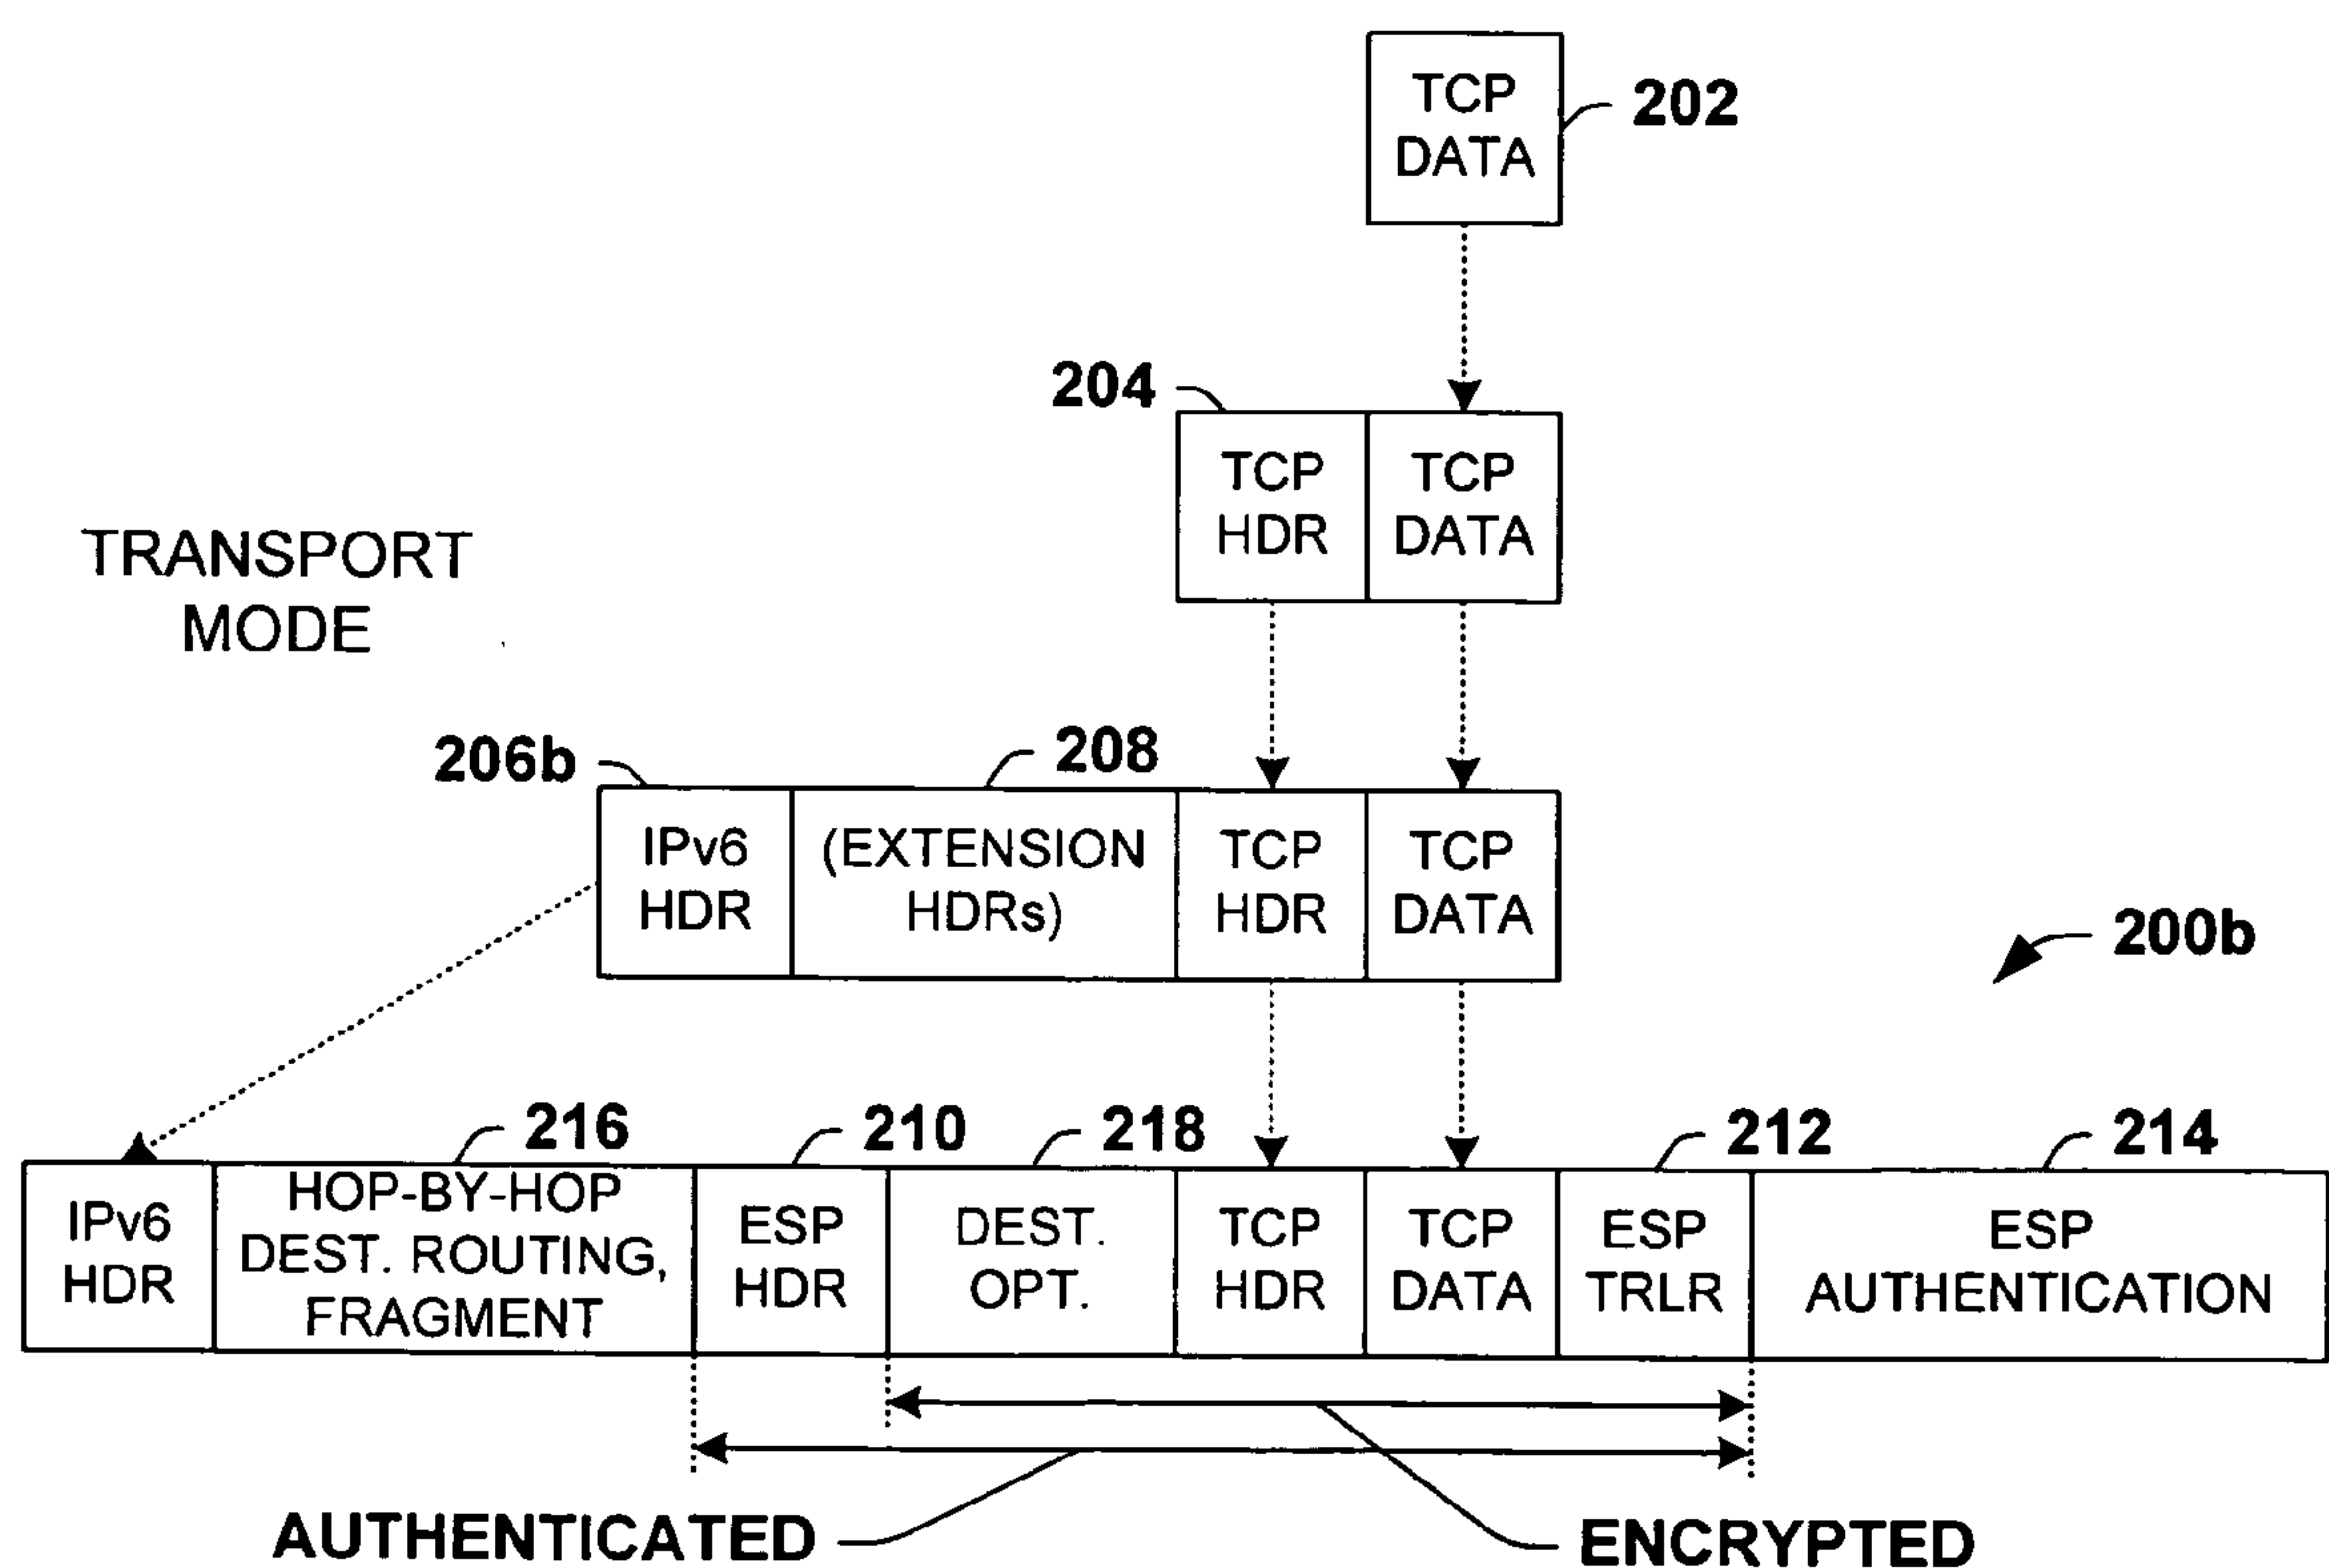 TCP
DATA
202
204
TCP
HDR
TCP
DATA
TRANSPORT
MODE
206b
208
IPv6
HDR
(EXTENSION
HDRs)
TCP
HDR
TCP
DATA
200b
216
210
218
212
214
IPv6
HDR
HOP-BY-HOP
DEST. ROUTING,
FRAGMENT
ESP
HDR
DEST.
OPT.
TCP
HDR
TCP
DATA
ESP
TRLR
ESP
AUTHENTICATION
AUTHENTICATED
ENCRYPTED